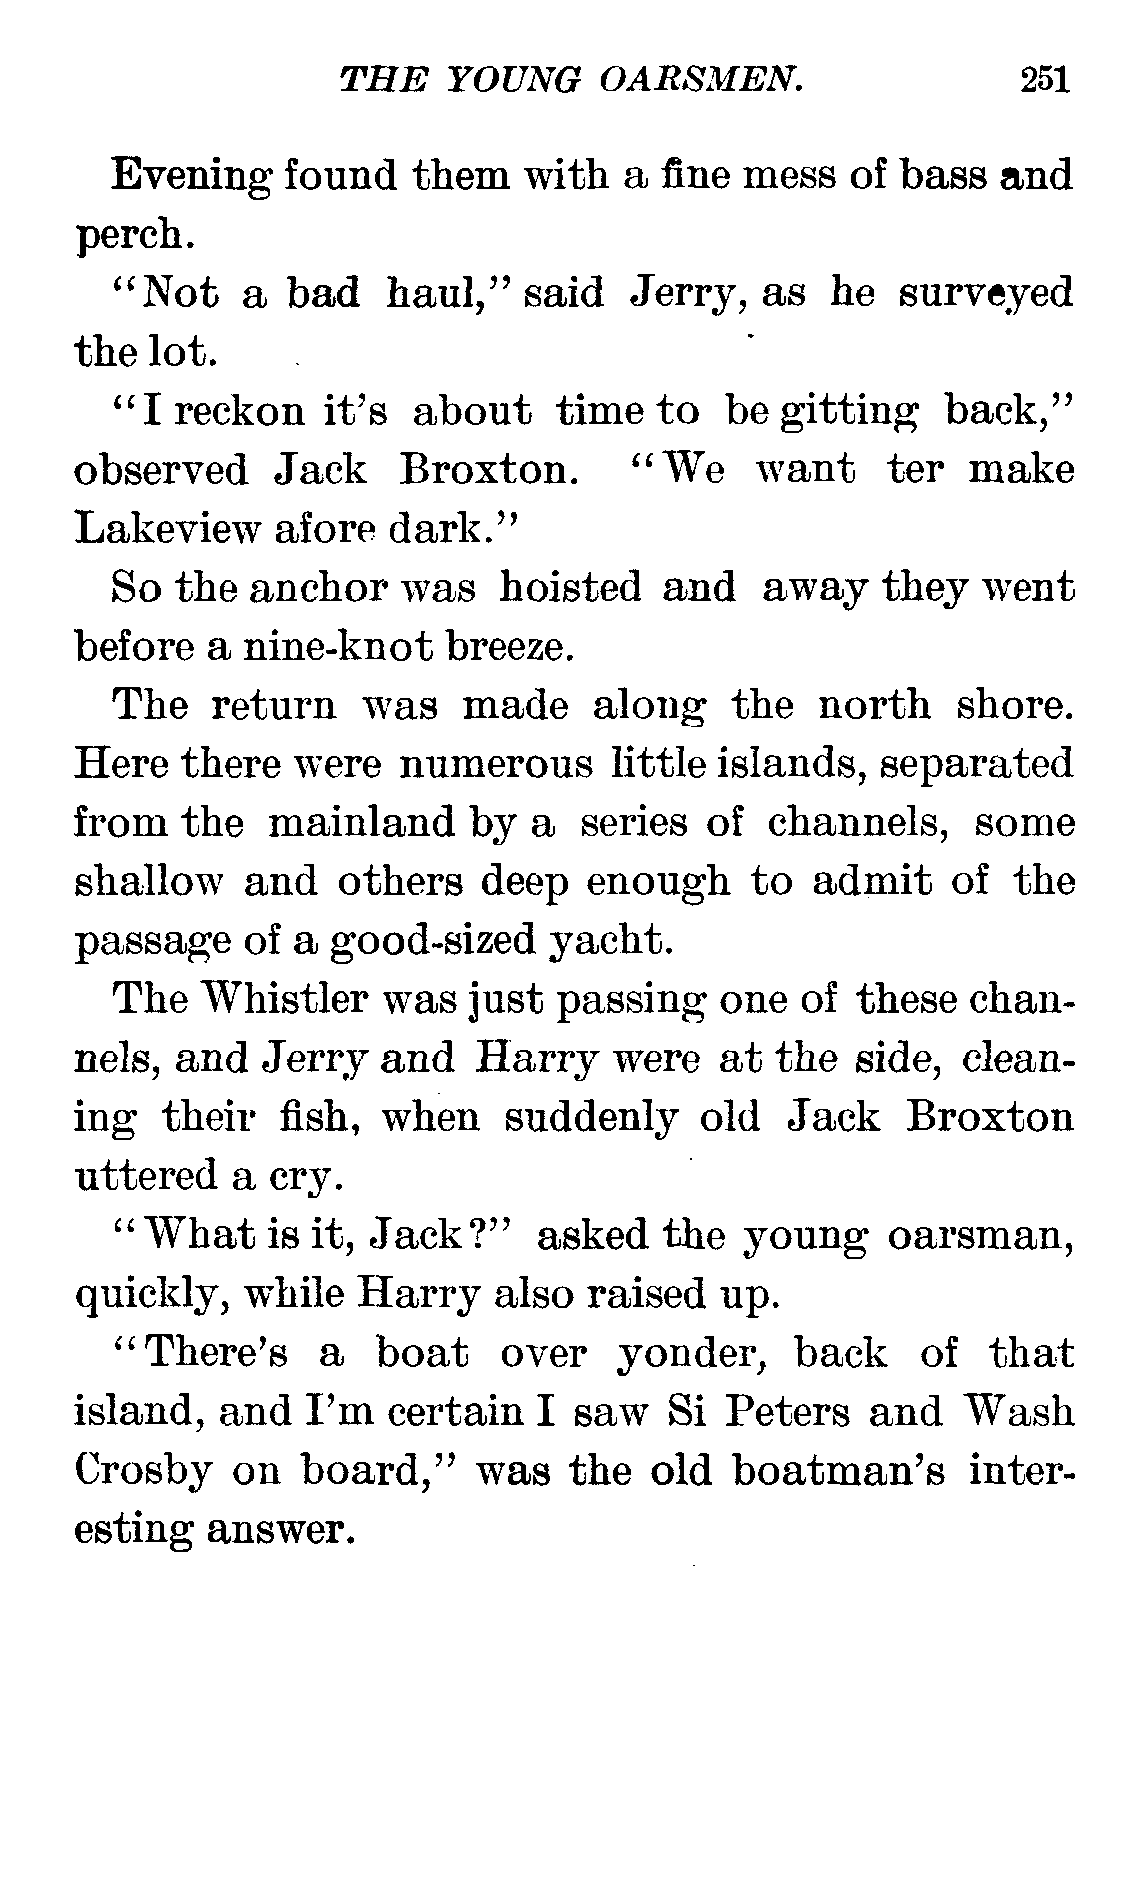 THE YOUNG OARSMEN. 251
Evening found them with a fine mess of bass and
perch.
"Not a bad haul," said Jerry, as he surveyed
the lot.
"I reckon it's about time to be gitting back,"
observed Jack Broxton. "We want ter make
Lakeview afore dark."
So the anchor was hoisted and away they went
before a nine-knot breeze.
The return was made along the north shore.
Here there were numerous little islands, separated
from the mainland by a series of channels, some
shallow and others deep enough to admit of the
passage of a good-sized yacht.
The Whistler was just passing one of these chan-
nels, and Jerry and Harry were at the side, clean-
ing their fish, when suddenly old Jack Broxton
uttered a cry.
"What is it, Jack?" asked the young oarsman,
quickly, while Harry also raised up.
"There's a boat over yonder, back of that
island, and I'm certain I saw Si Peters and Wash
Crosby on board," was the old boatman's inter-
esting answer.